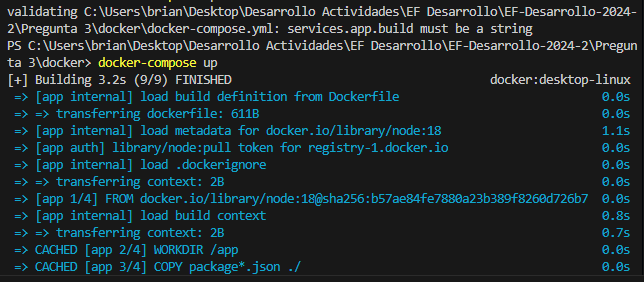 validating C:\Users\brian\Desktop\Desarrollo Actividades\EF Desarrollo\EF-Desarrollo-2024-
2\Pregunta 3\docker\docker-compose.yml: services.app.build must be a string
PS C:\Users\brian\Desktop\Desarrollo Actividades\EF Desarrollo\EF-Desarrollo-2024-2\Pregun
ta 3\docker> docker-compose up
[+] Building 3.2s (9/9) FINISHED docker:desktop-linux
=> [app internal] load build definition from Dockerfile 0.0s
=> => transferring dockerfile: 611B 0.0s
=> [app internal] load metadata for docker.io/library/node:18 1.1s
=> [app auth] library/node:pull token for registry-1.docker.io 0.0s
=> [app internal] load .dockerignore 0.0s
=> => transferring context: 2B 0.0s
=> [app 1/4] FROM docker.io/library/node:18@sha256:b57ae84fe7880a23b389f8260d726b7 0.0s
=> [app internal] load build context 0.8s
=> => transferring context: 2B 0.7s
=> CACHED [app 2/4] WORKDIR /app 0.0s
=> CACHED [app 3/4] COPY package*.json ./ 0.0s